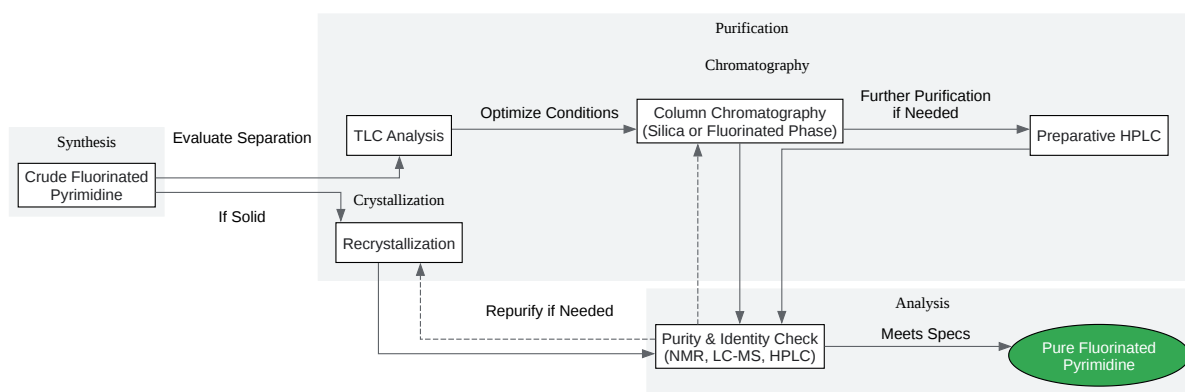 Purification
Chromatography
Synthesis
Crude Fluorinated
Pyrimidine
Evaluate Separation
If Solid
TLC Analysis
Optimize Conditions
Column Chromatography
(Silica or Fluorinated Phase)
Further Purification
if Needed
Preparative HPLC
Crystallization
Recrystallization
Repurify if Needed
Analysis
Purity & Identity Check
(NMR, LC-MS, HPLC)
Meets Specs
Pure Fluorinated
Pyrimidine